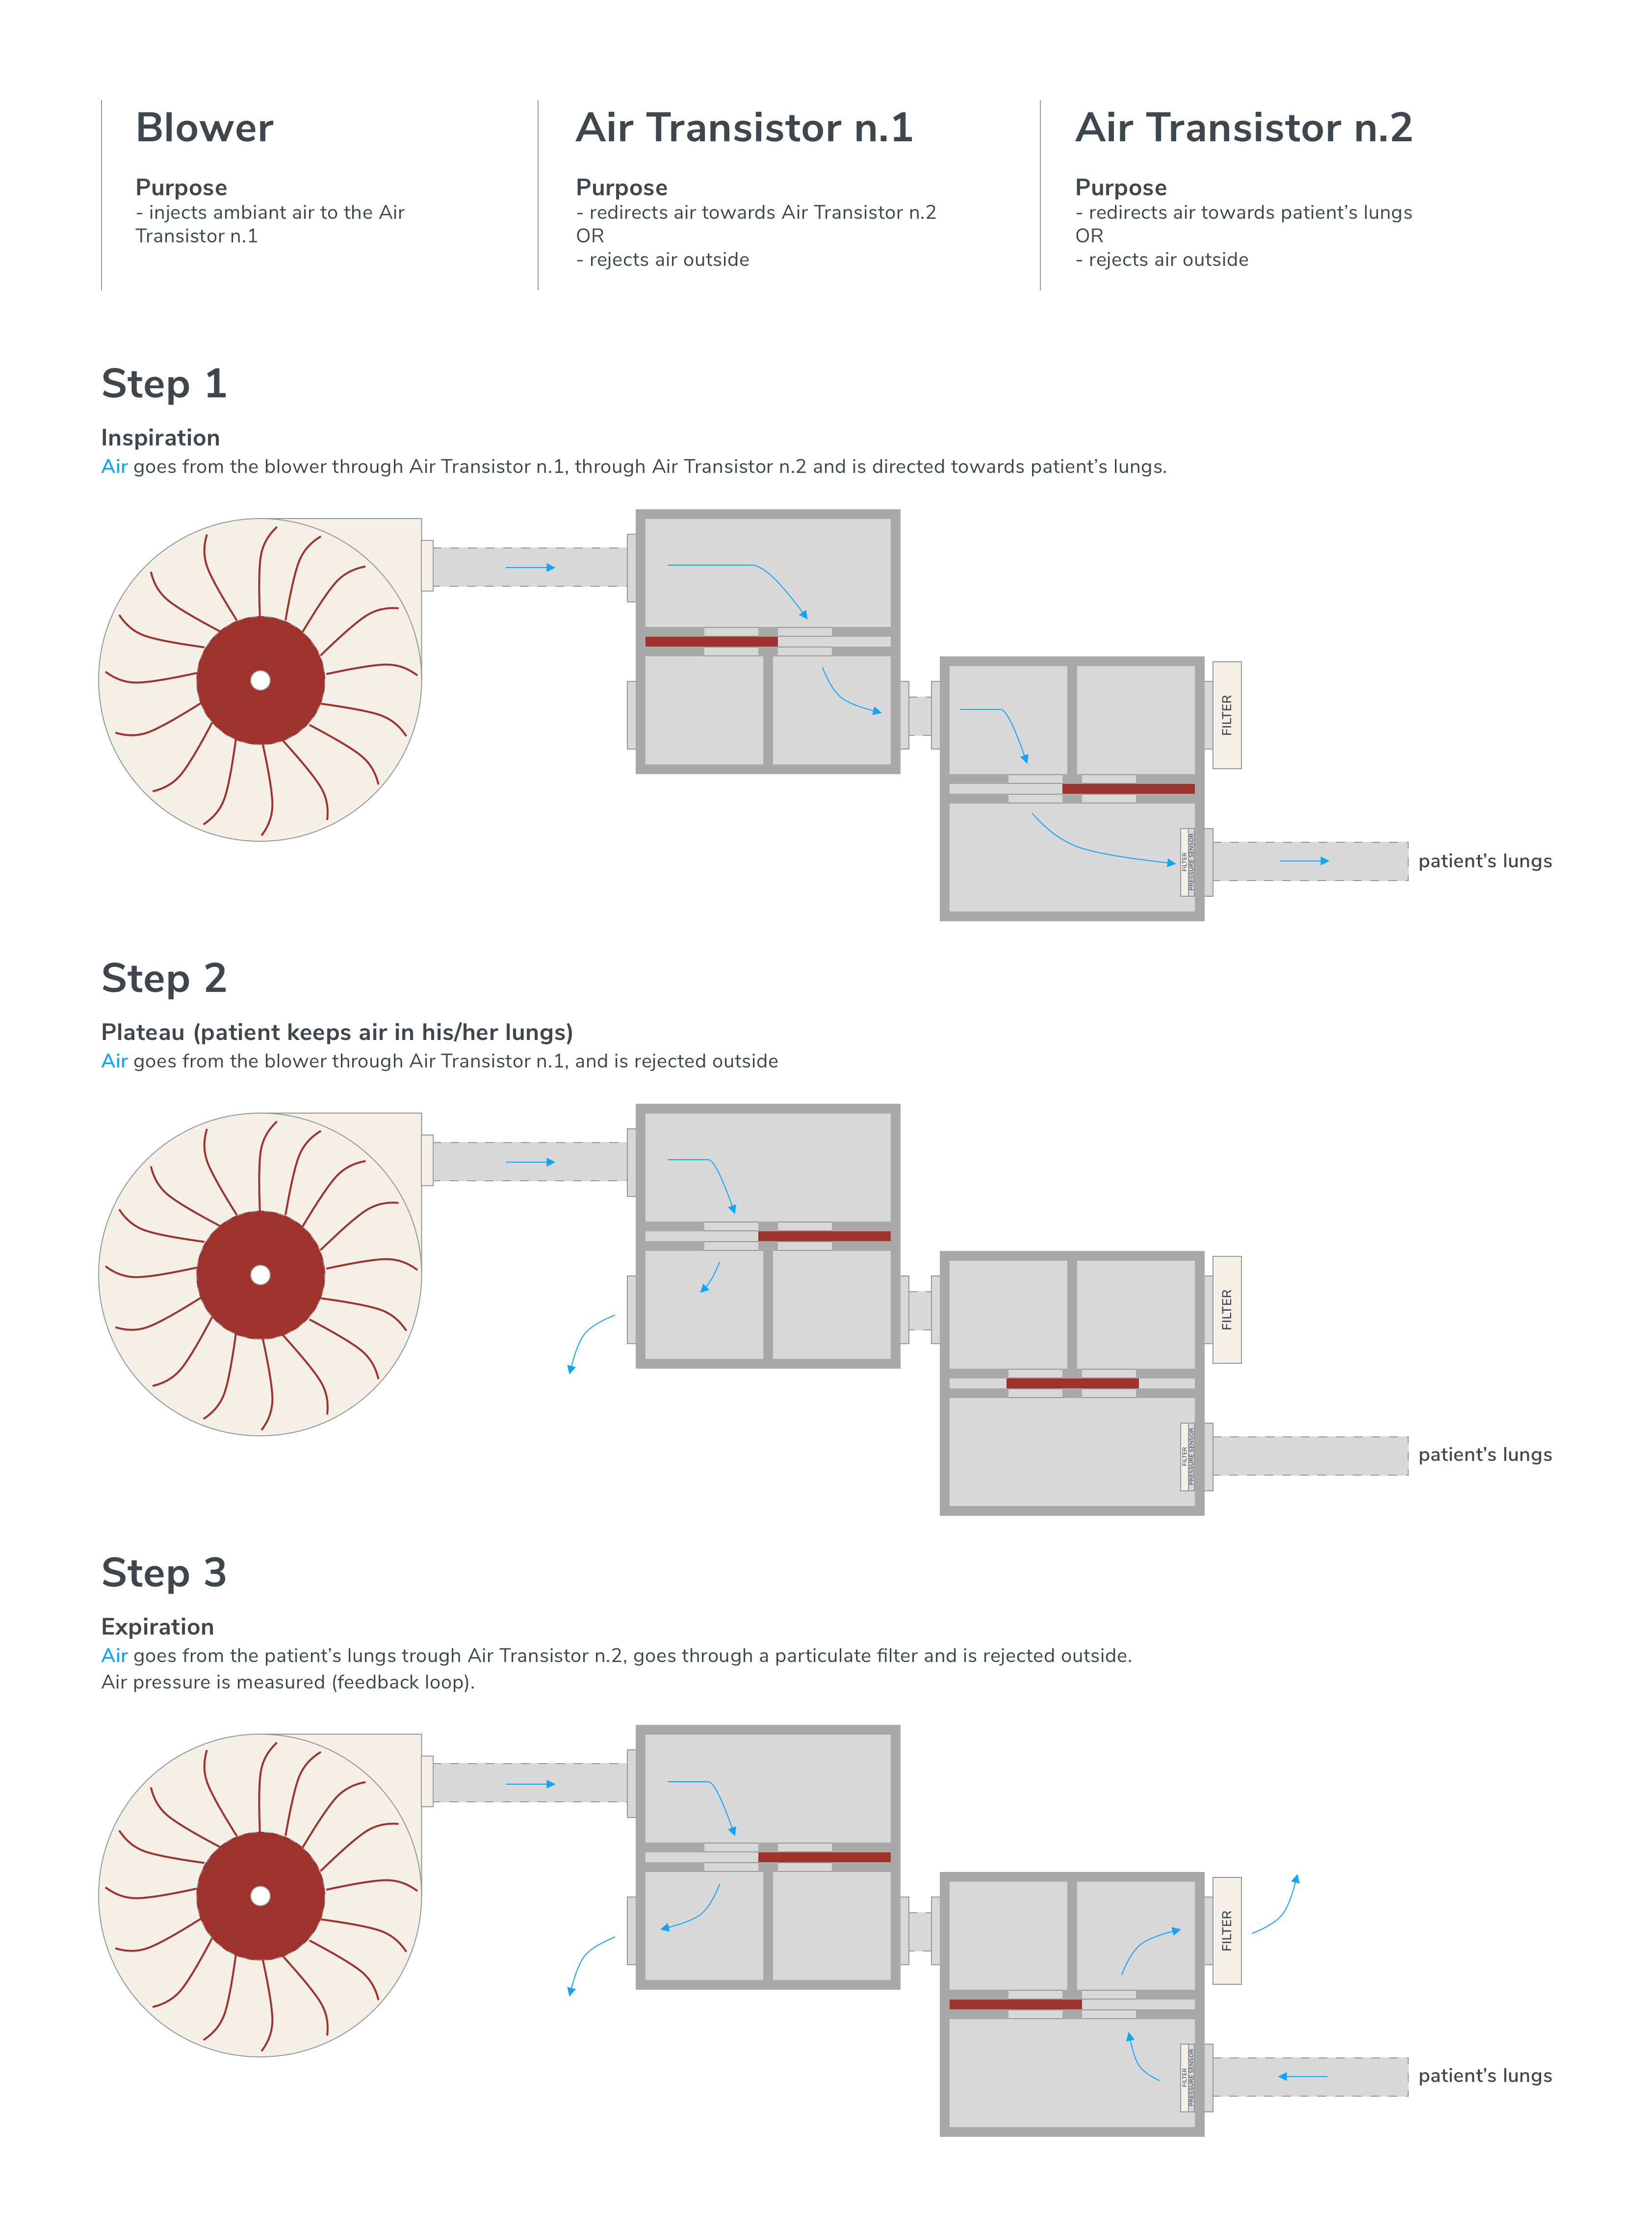 Blower
Purpose
- injects ambiant air to the Air
Transistor n.1
Air Transistor n.1
Purpose
- redirects air towards Air Transistor n.2
OR
- rejects air outside
Air Transistor n.2
Purpose
- redirects air towards patient's lungs
OR
- rejects air outside
Step 1
Inspiration
Air goes from the blower through Air Transistor n.1, through Air Transistor n.2 and is directed towards patient's lungs.
FILTER
FILTER
PRESSURE SENSOR
patient's lungs
Step 2
Plateau (patient keeps air in his/her lungs)
Air goes from the blower through Air Transistor n.1, and is rejected outside
FILTER
FILTER
PRESSURE SENSOR
patient's lungs
Step 3
Expiration
Air goes from the patient's lungs trough Air Transistor n.2, goes through a particulate filter and is rejected outside.
Air pressure is measured (feedback loop).
FILTER
FILTER
PRESSURE SENSOR
patient's lungs